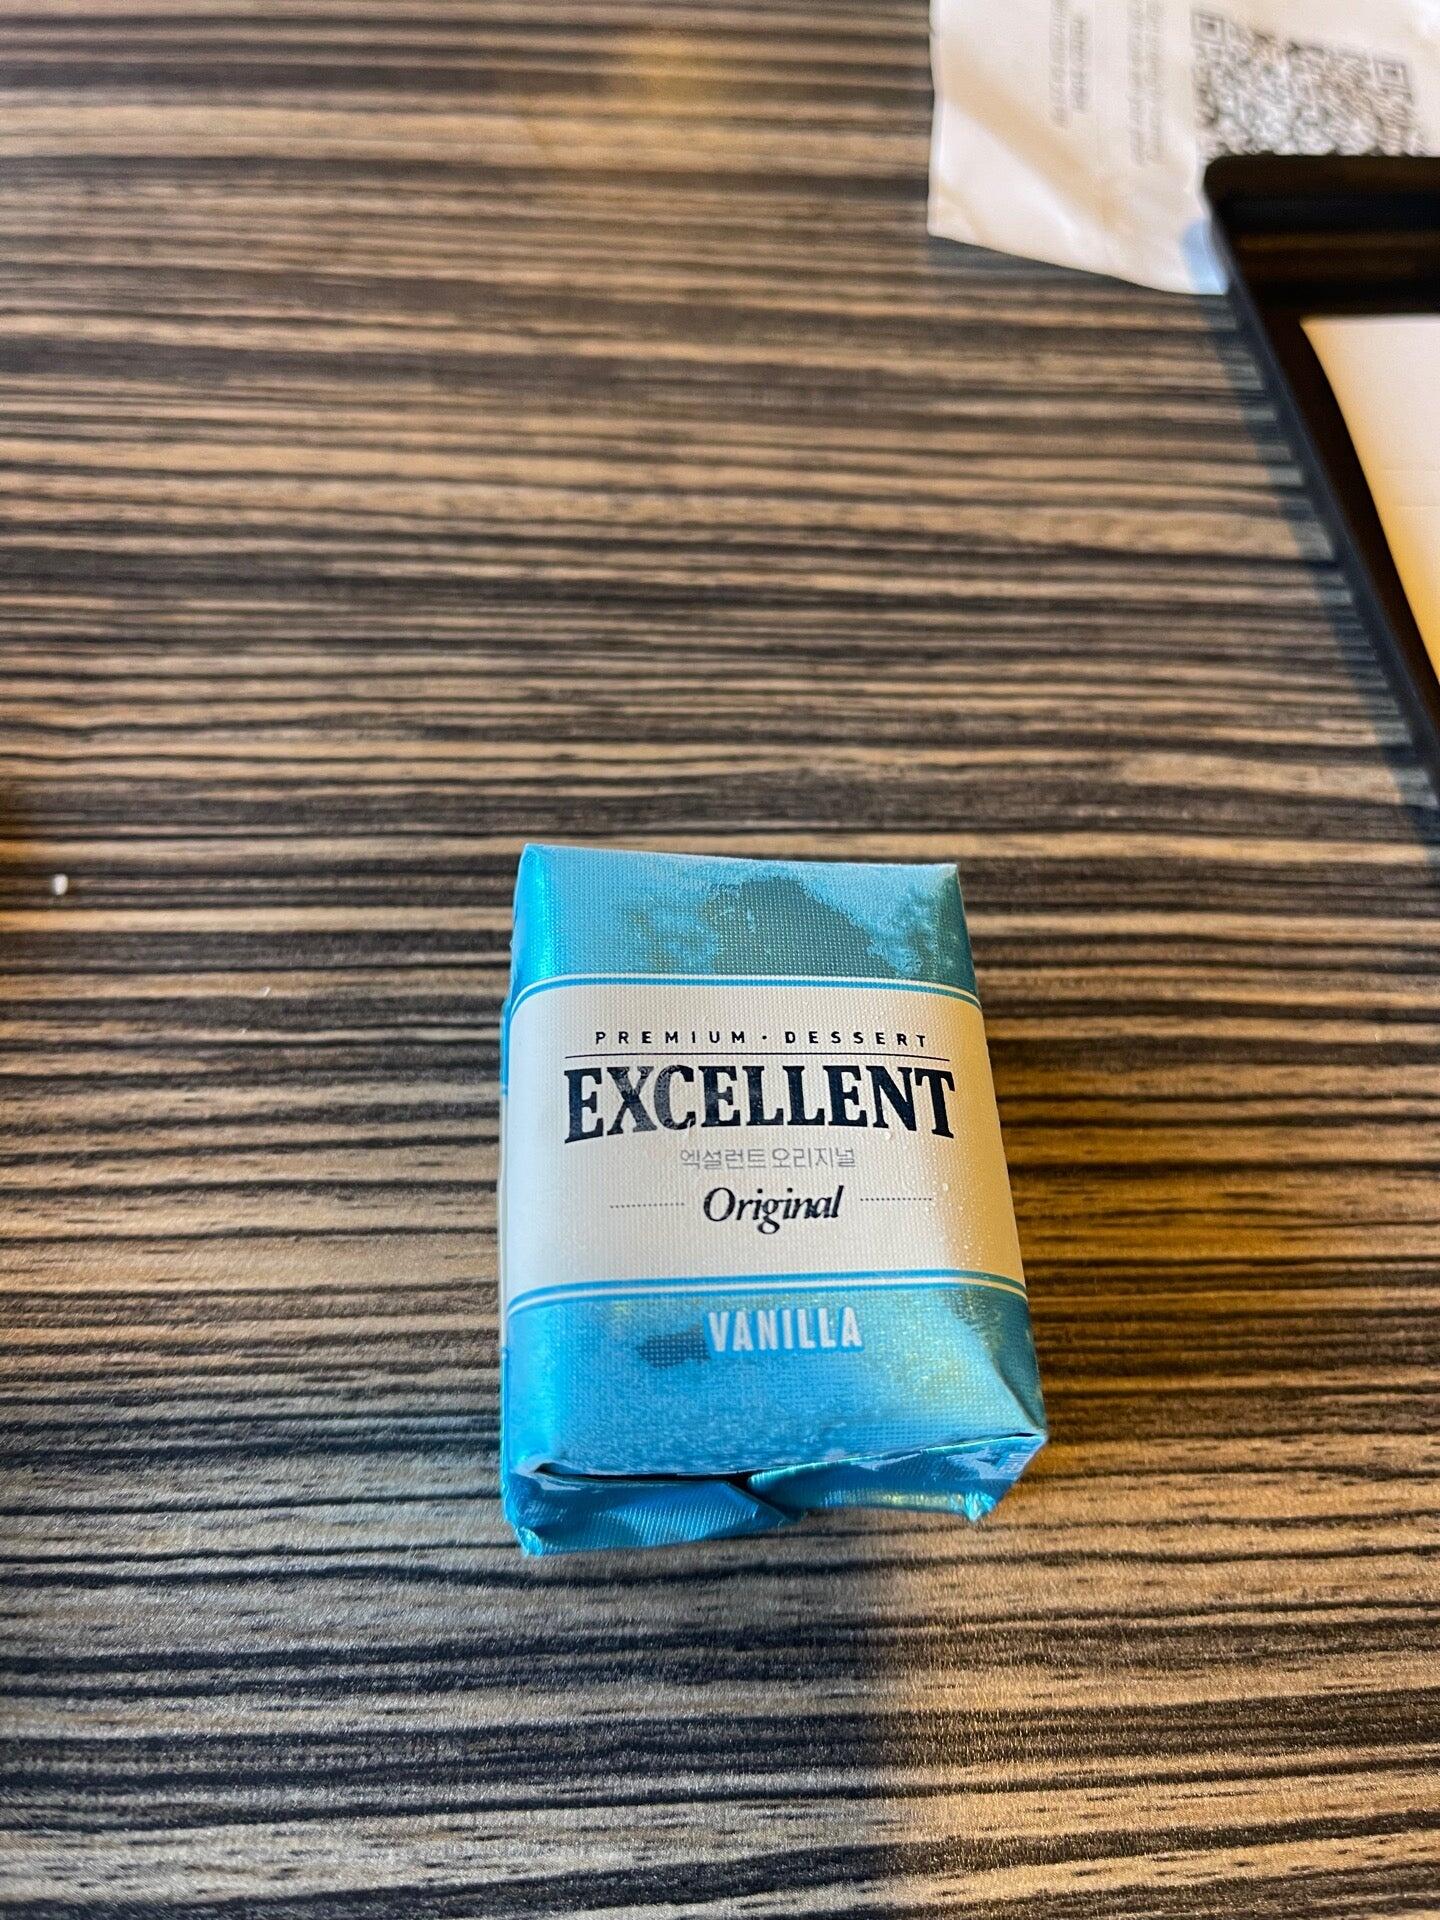 PREMIUM · DESSERT
EXCELLENT
엑설런트 오리지널
Original
VANILLA